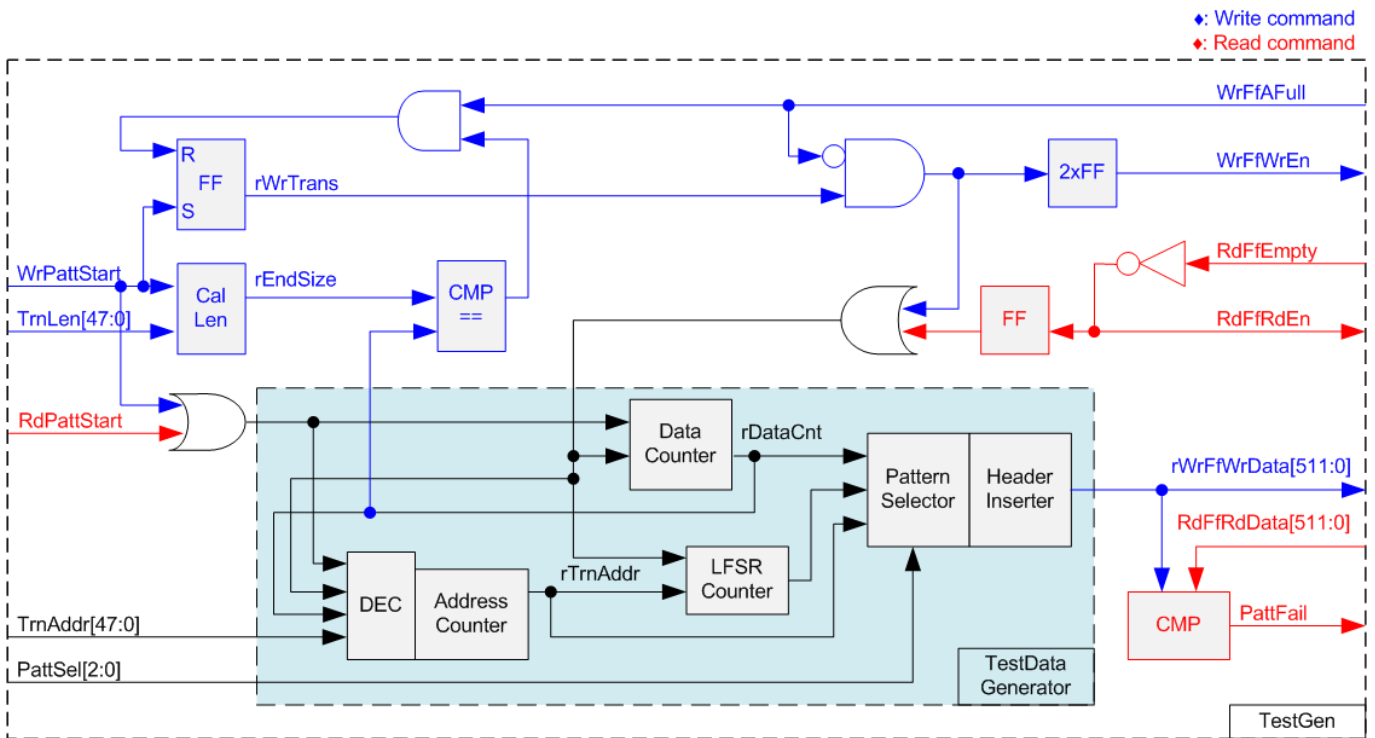 ♦: Write command
♦: Read command
WrFfAFull
R
FF
S
rWrTrans
2xFF
WrFfWrEn
WrPattStart
TrnLen[47:0]
Cal
Len
rEndSize
CMP
==
RdFfEmpty
FF
RdFfRdEn
RdPattStart
Data
Counter
rDataCnt
Pattern
Selector
Header
Inserter
rWrFfWrData[511:0]
RdFfRdData[511:0]
DEC
Address
Counter
rTrnAddr
LFSR
Counter
CMP
PattFail
TrnAddr[47:0]
PattSel[2:0]
TestData
Generator
TestGen